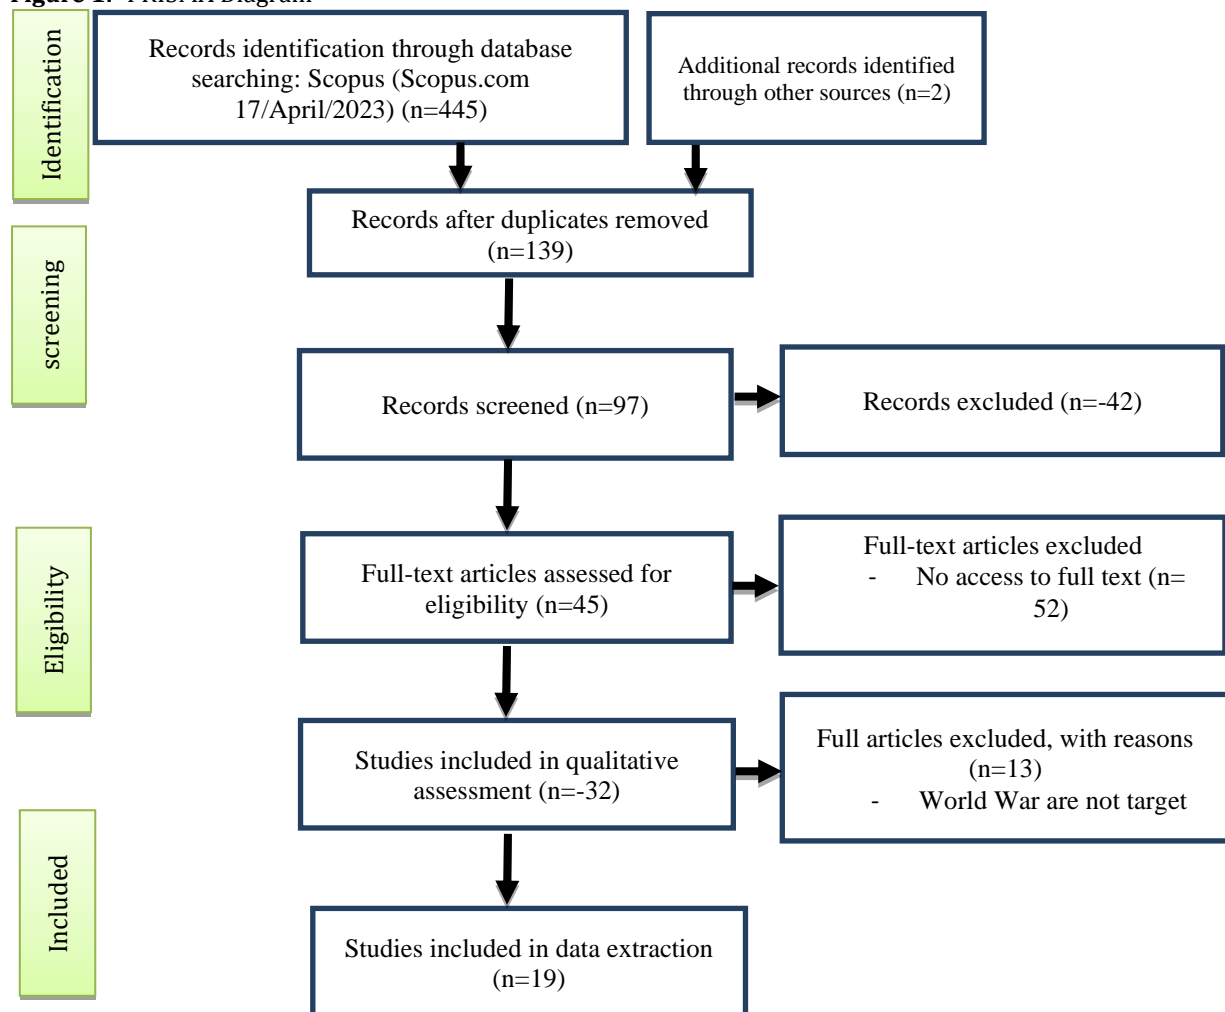 Identification
Records identification through database
searching: Scopus (Scopus.com
17/April/2023) (n=445)
Additional records identified
through other sources (n=2)
Records after duplicates removed
(n=139)
screening
Records screened (n=97)
Records excluded (n=-42)
Eligibility
Full-text articles assessed for
eligibility (n=45)
Full-text articles excluded
- No access to full text (n=
52)
Studies included in qualitative
assessment (n=-32)
Full articles excluded, with reasons
(n=13)
- World War are not target
Included
Studies included in data extraction
(n=19)